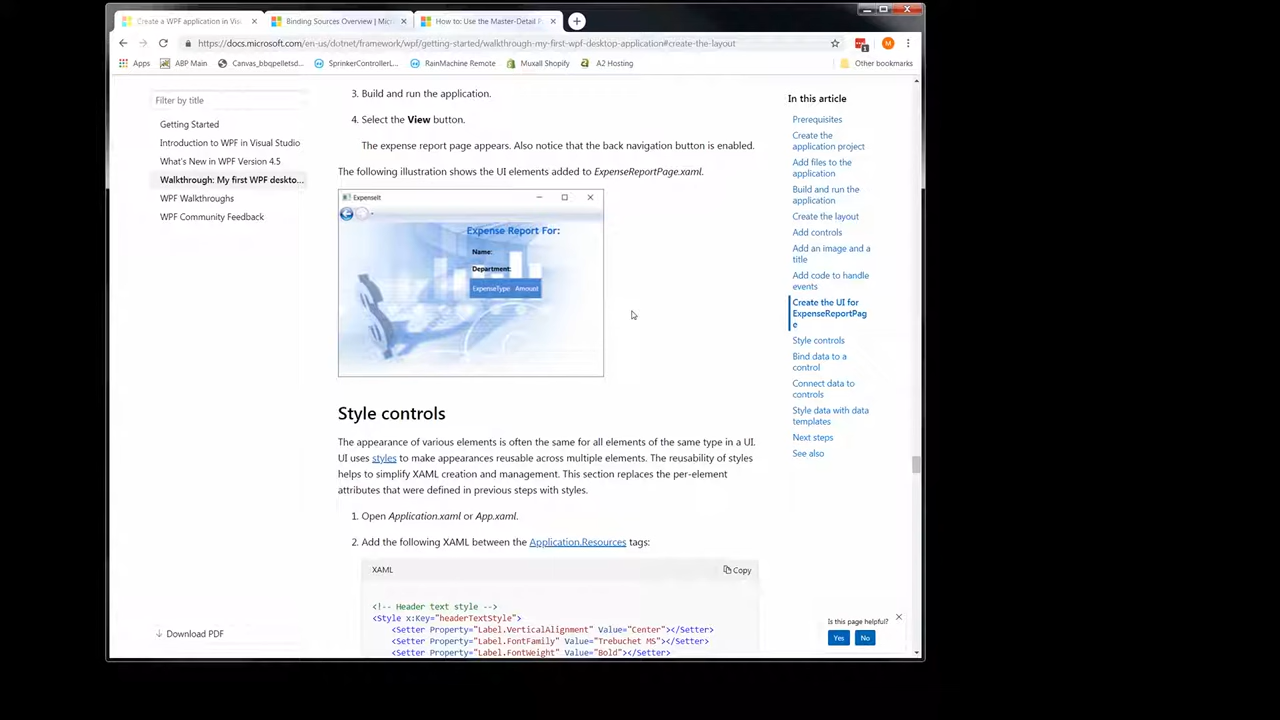 Create a WPF application in Visu
Binding Sources Overview | Micr
How to: Use the Master-Detail P
https://docs.microsoft.com/en-us/dotnet/framework/wpf/getting-started/walkthrough-my-first-wpf-desktop-application#create-the-layout
M
Apps
ABP Main
Canvas_bbqpelletsd...
SprinkerControllerL...
RainMachine Remote
Muxall Shopify
A2 Hosting
Other bookmarks
Filter by title
Getting Started
Introduction to WPF in Visual Studio
What's New in WPF Version 4.5
Walkthrough: My first WPF deskto...
WPF Walkthroughs
WPF Community Feedback
Download PDF
3. Build and run the application.
4. Select the View button.
The expense report page appears. Also notice that the back navigation button is enabled.
The following illustration shows the UI elements added to ExpenseReportPage.xaml.
ExpenseIt
Expense Report For:
Name:
Department:
ExpenseType Amount
Style controls
The appearance of various elements is often the same for all elements of the same type in a UI.
UI uses styles to make appearances reusable across multiple elements. The reusability of styles
helps to simplify XAML creation and management. This section replaces the per-element
attributes that were defined in previous steps with styles.
1. Open Application.xaml or App.xaml.
2. Add the following XAML between the Application.Resources tags:
XAML
Copy
<!-- Header text style -->
<Style x:Key="headerTextStyle">
<Setter Property="Label.VerticalAlignment" Value="Center"></Setter>
<Setter Property="Label.FontFamily" Value="Trebuchet MS"></Setter>
<Setter Property="Label.FontWeight" Value="Bold"></Setter>
In this article
Prerequisites
Create the
application project
Add files to the
application
Build and run the
application
Create the layout
Add controls
Add an image and a
title
Add code to handle
events
Create the UI for
ExpenseReportPag
e
Style controls
Bind data to a
control
Connect data to
controls
Style data with data
templates
Next steps
See also
Is this page helpful?
Yes
No